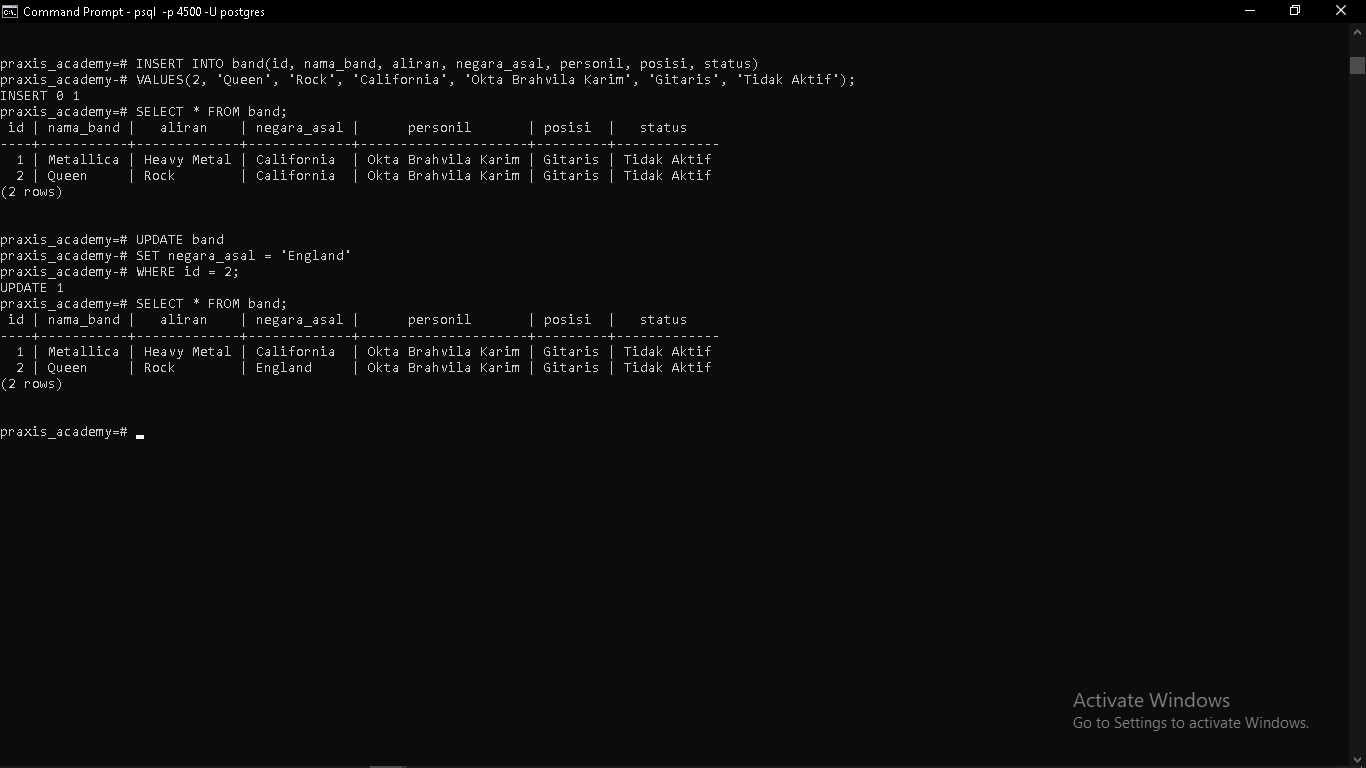 Command Prompt - psql -p 4500 -U postgres
praxis_academy=# INSERT INTO band(id, nama_band, aliran, negara_asal, personil, posisi, status)
praxis_academy-# VALUES(2, 'Queen', 'Rock', 'California', 'Okta Brahvila Karim', 'Gitaris', 'Tidak Aktif');
INSERT 0 1
praxis_academy=# SELECT * FROM band;
 id | nama_band |   aliran    | negara_asal |      personil       | posisi  |   status
----+-----------+-------------+-------------+---------------------+---------+-------------
  1 | Metallica | Heavy Metal | California  | Okta Brahvila Karim | Gitaris | Tidak Aktif
  2 | Queen     | Rock        | California  | Okta Brahvila Karim | Gitaris | Tidak Aktif
(2 rows)
praxis_academy=# UPDATE band
praxis_academy-# SET negara_asal = 'England'
praxis_academy-# WHERE id = 2;
UPDATE 1
praxis_academy=# SELECT * FROM band;
 id | nama_band |   aliran    | negara_asal |      personil       | posisi  |   status
----+-----------+-------------+-------------+---------------------+---------+-------------
  1 | Metallica | Heavy Metal | California  | Okta Brahvila Karim | Gitaris | Tidak Aktif
  2 | Queen     | Rock        | England     | Okta Brahvila Karim | Gitaris | Tidak Aktif
(2 rows)
praxis_academy=#
Activate Windows
Go to Settings to activate Windows.